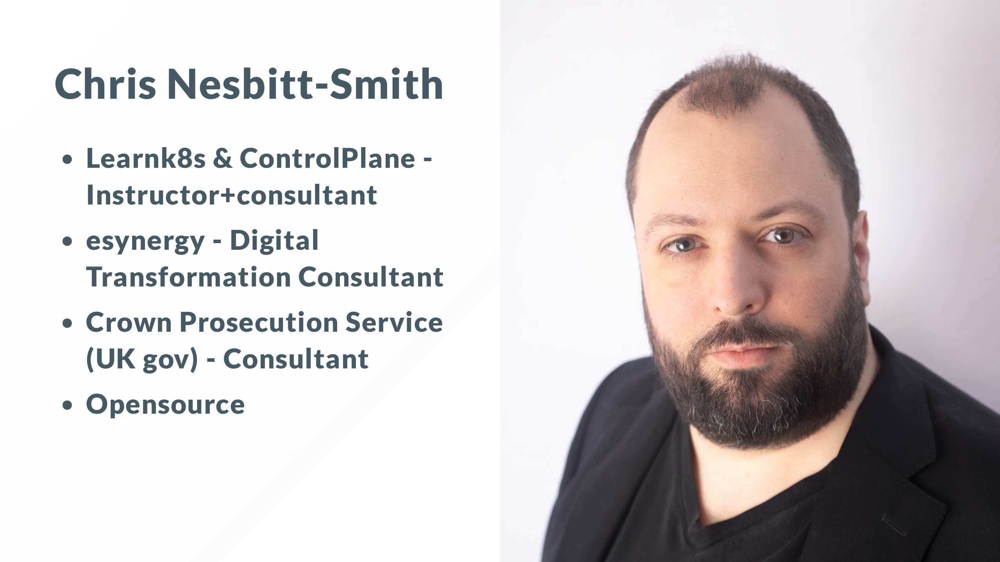 Chris Nesbitt-Smith
• Learnk8s & ControlPlane -
Instructor+consultant
• esynergy - Digital
Transformation Consultant
• Crown Prosecution Service
(UK gov) - Consultant
• Opensource